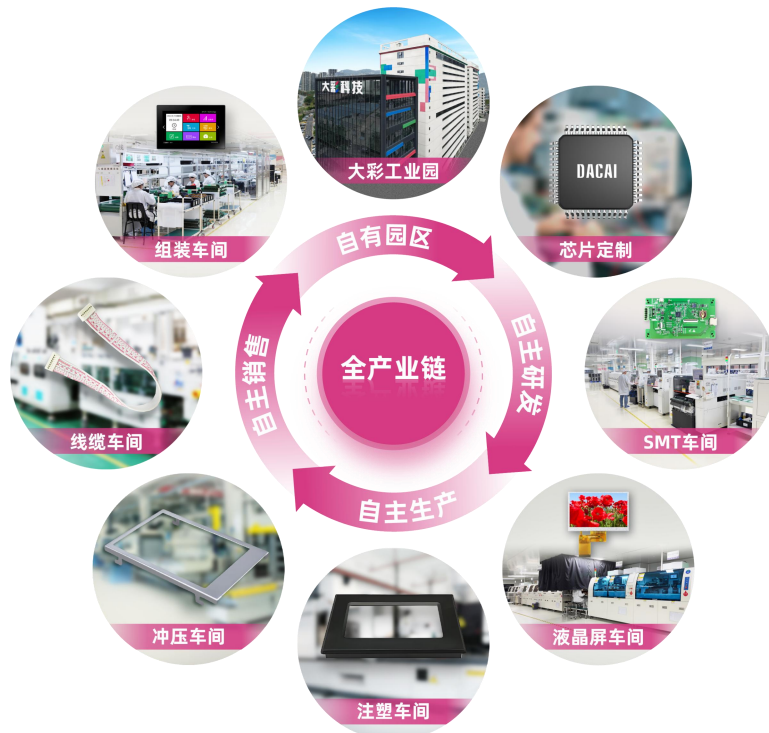 大彩科技
大彩工业园
DACAI
芯片定制
组装车间
自有园区
自主研发
自主生产
自主销售
全产业链
SMT车间
线缆车间
液晶屏车间
冲压车间
注塑车间